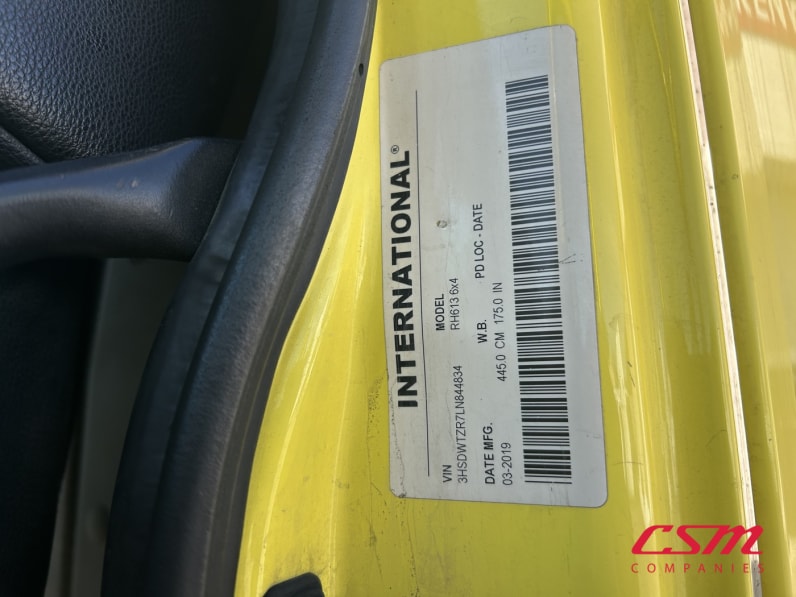 INTERNATIONAL®
VIN MODEL
3HSDWTZR7LN844834 RH613 6x4
DATE MFG. W.B. PD LOC - DATE
03-2019 445.0 CM 175.0 IN
CSM
COMPANIES